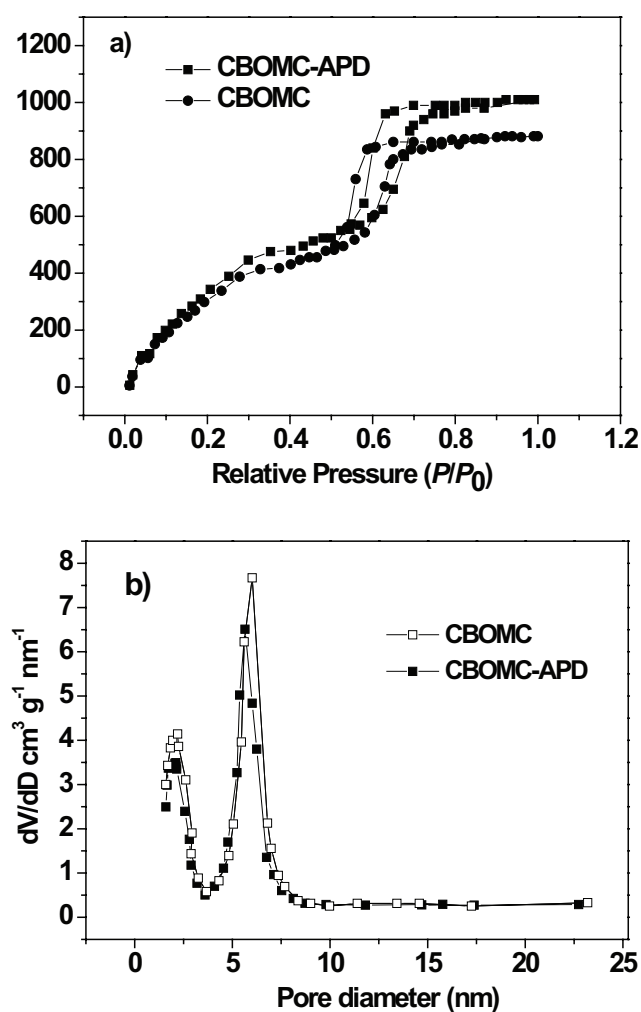 a)
CBOMC-APD
CBOMC
1200
1000
800
600
400
200
0
0.0 0.2 0.4 0.6 0.8 1.0 1.2
Relative Pressure (P/P0)
b)
CBOMC
CBOMC-APD
8
7
6
5
4
3
2
1
0
dV/dD cm³ g⁻¹ nm⁻¹
0 5 10 15 20 25
Pore diameter (nm)